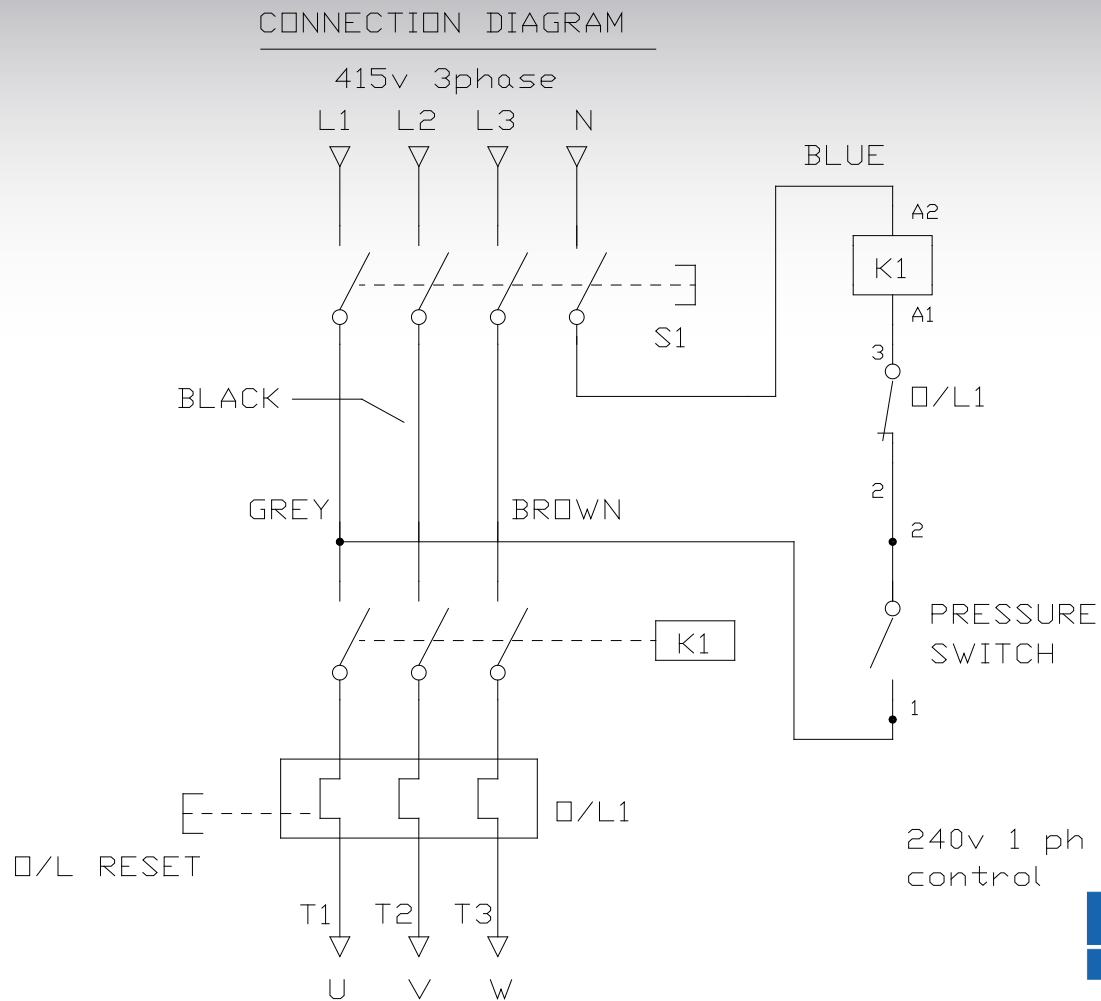 CONNECTION DIAGRAM
415v 3phase
L1 L2 L3 N
BLUE
A2
K1
A1
S1
3
O/L1
BLACK
2
GREY
BROWN
2
PRESSURE
SWITCH
K1
1
O/L1
O/L RESET
240v 1 ph
control
T1 T2 T3
U V W